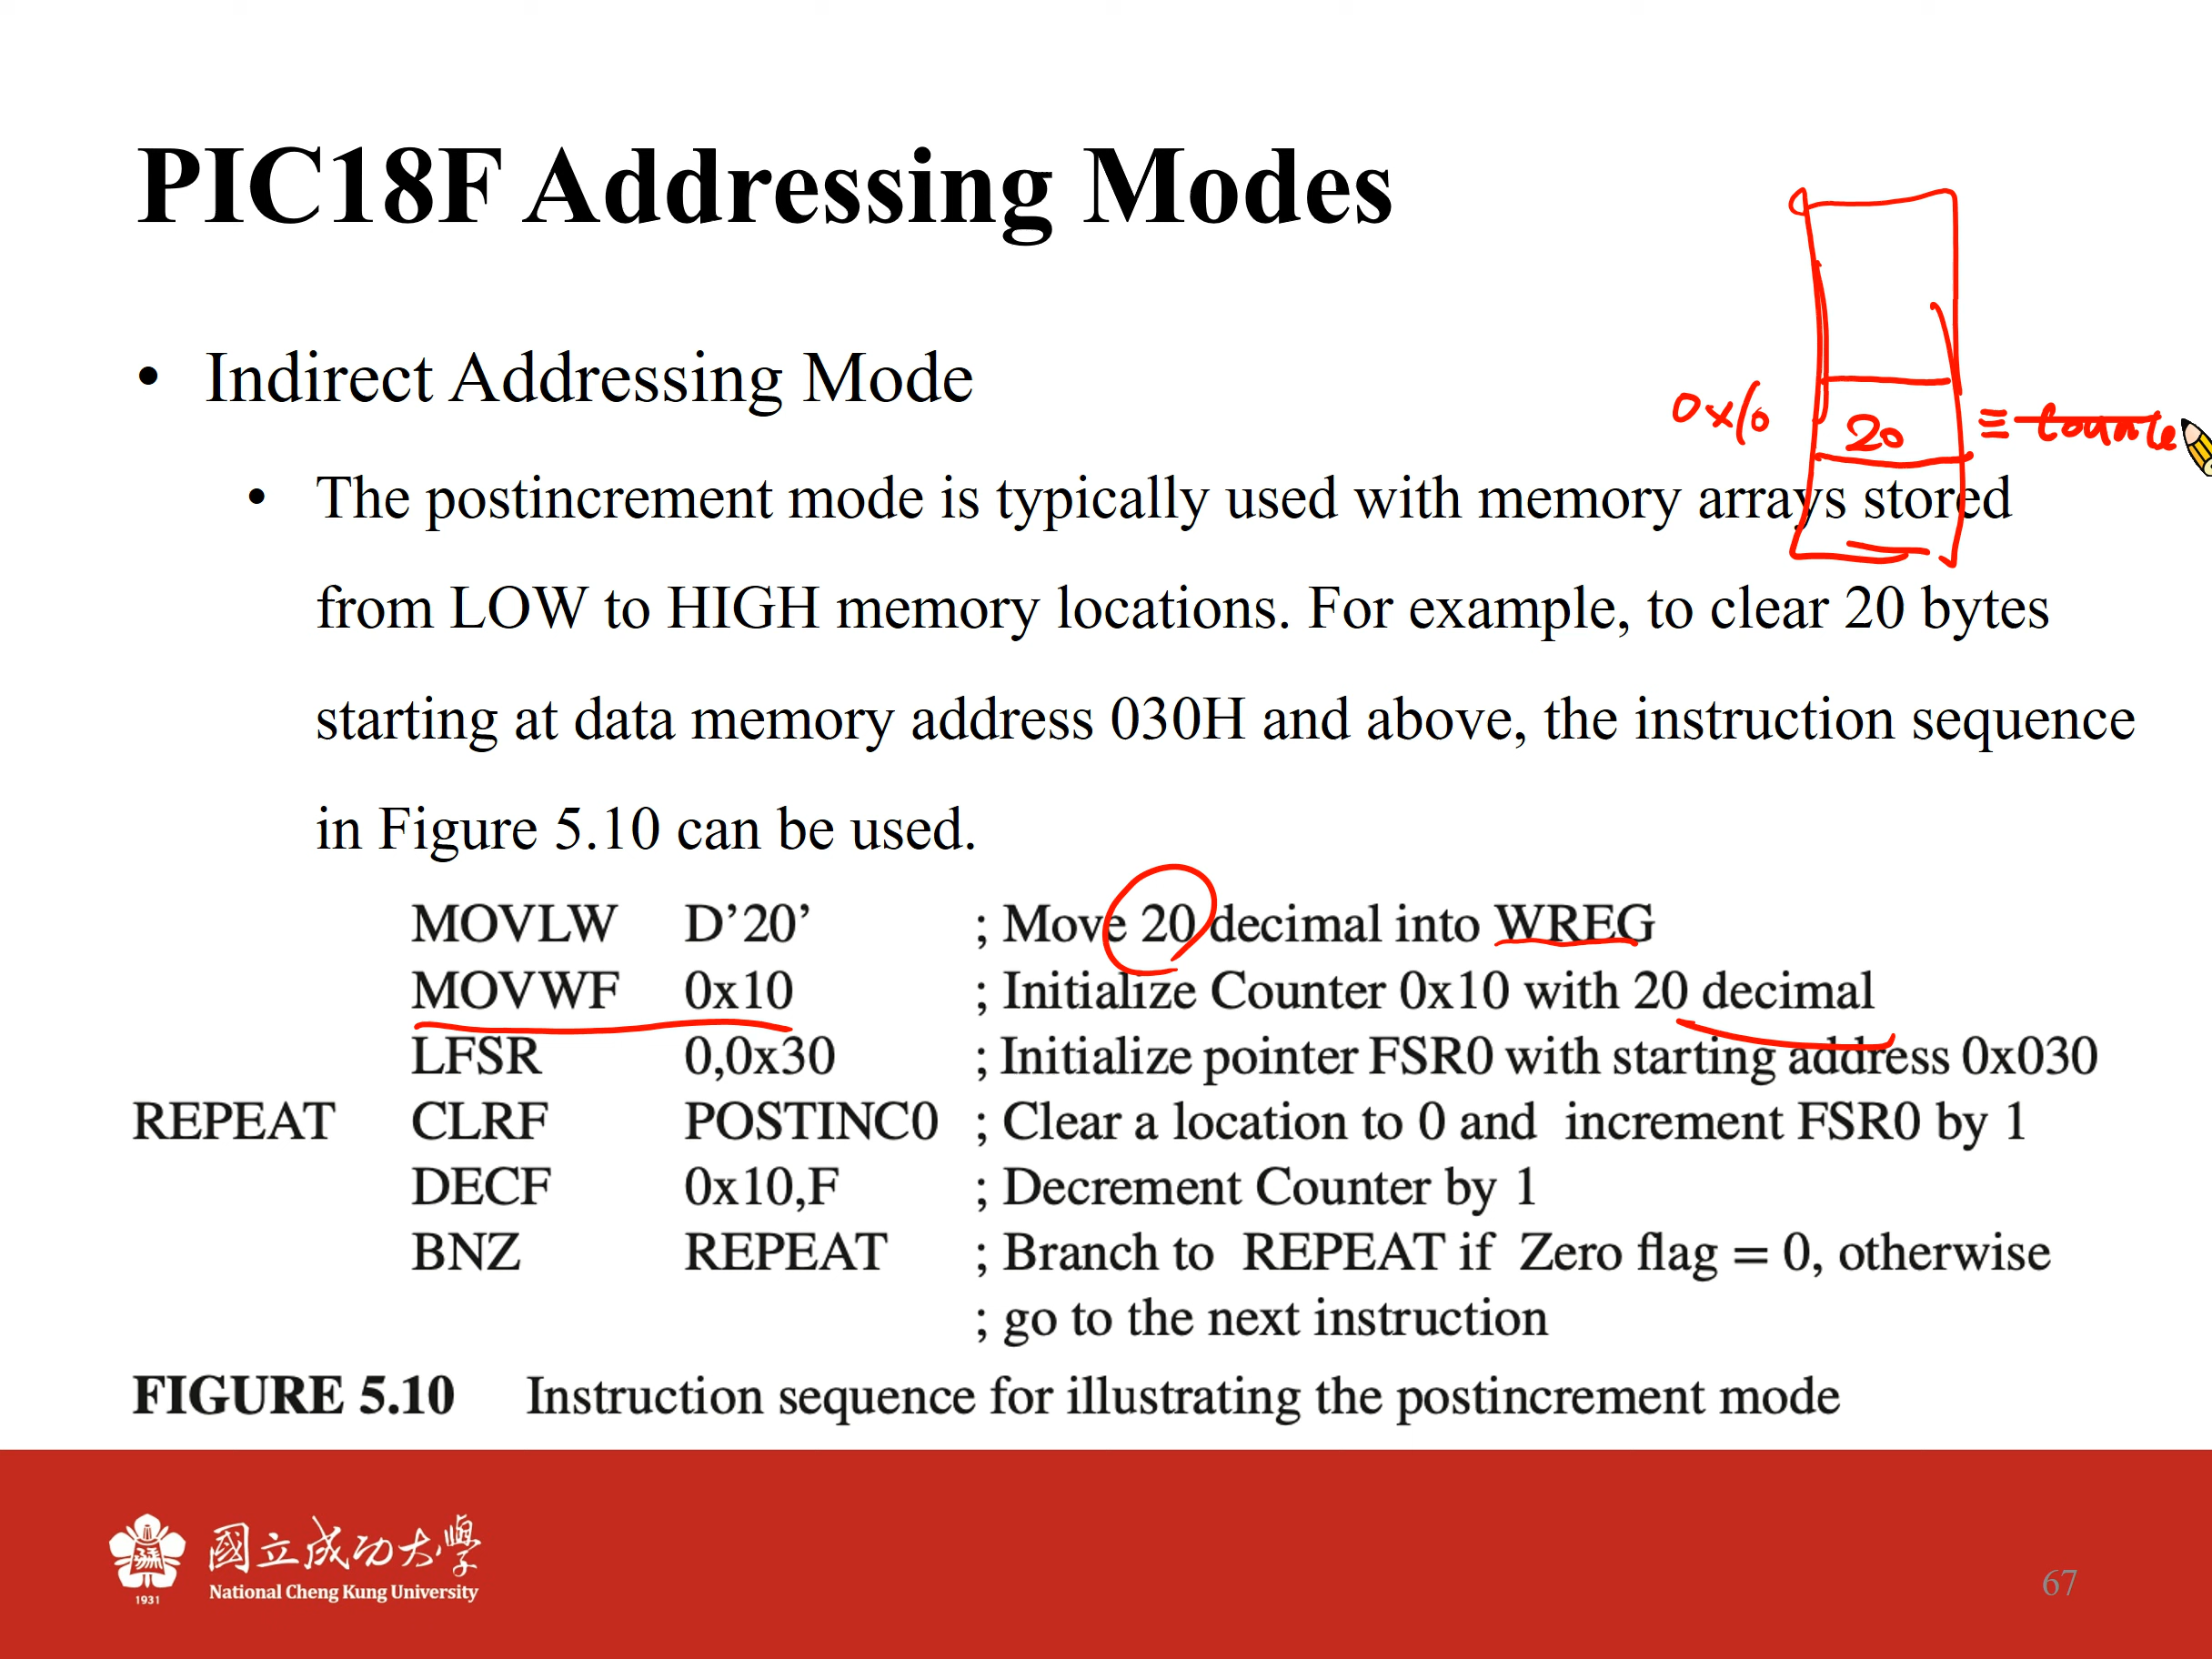 PIC18F Addressing Modes
• Indirect Addressing Mode
0x10
20
≡ Counte
• The postincrement mode is typically used with memory arrays stored
from LOW to HIGH memory locations. For example, to clear 20 bytes
starting at data memory address 030H and above, the instruction sequence
in Figure 5.10 can be used.
MOVLW D’20’ ; Move 20 decimal into WREG
MOVWF 0x10 ; Initialize Counter 0x10 with 20 decimal
LFSR 0,0x30 ; Initialize pointer FSR0 with starting address 0x030
REPEAT CLRF POSTINC0 ; Clear a location to 0 and increment FSR0 by 1
DECF 0x10,F ; Decrement Counter by 1
BNZ REPEAT ; Branch to REPEAT if Zero flag = 0, otherwise
; go to the next instruction
FIGURE 5.10 Instruction sequence for illustrating the postincrement mode
國立成功大學
National Cheng Kung University
1931
67